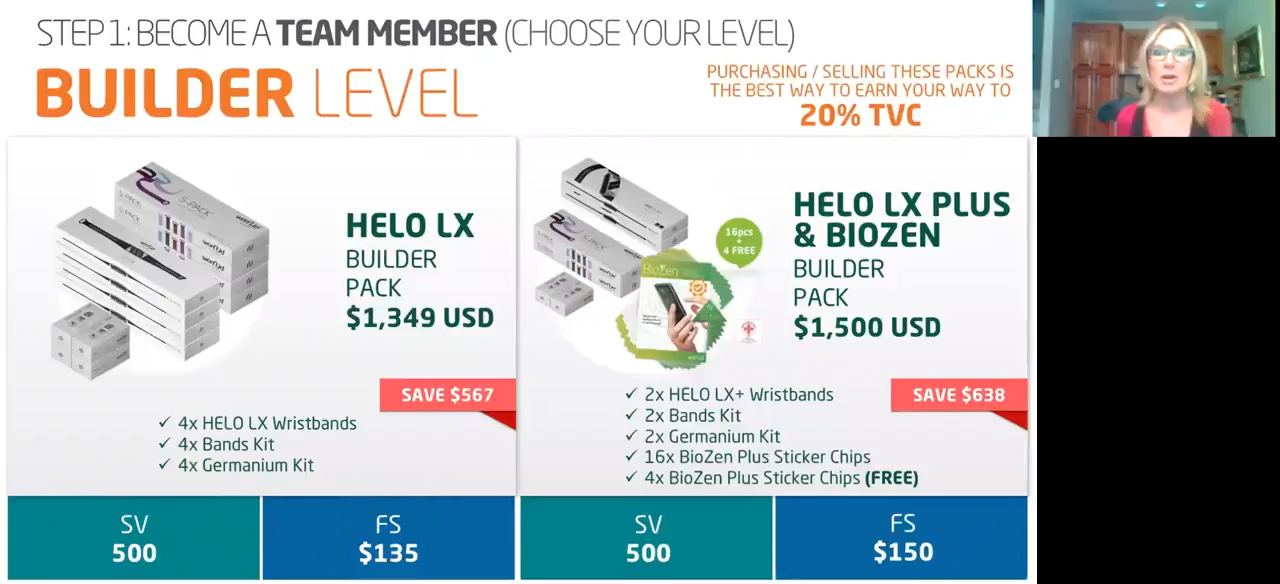 STEP 1: BECOME A TEAM MEMBER (CHOOSE YOUR LEVEL)
BUILDER LEVEL
PURCHASING / SELLING THESE PACKS IS
THE BEST WAY TO EARN YOUR WAY TO
20% TVC
HELO LX
BUILDER
PACK
$1,349 USD
SAVE $567
✓ 4x HELO LX Wristbands
✓ 4x Bands Kit
✓ 4x Germanium Kit
SV
500
FS
$135
16pcs
+
4 FREE
BioZen
HELO LX PLUS
& BIOZEN
BUILDER
PACK
$1,500 USD
SAVE $638
✓ 2x HELO LX+ Wristbands
✓ 2x Bands Kit
✓ 2x Germanium Kit
✓ 16x BioZen Plus Sticker Chips
✓ 4x BioZen Plus Sticker Chips (FREE)
SV
500
FS
$150